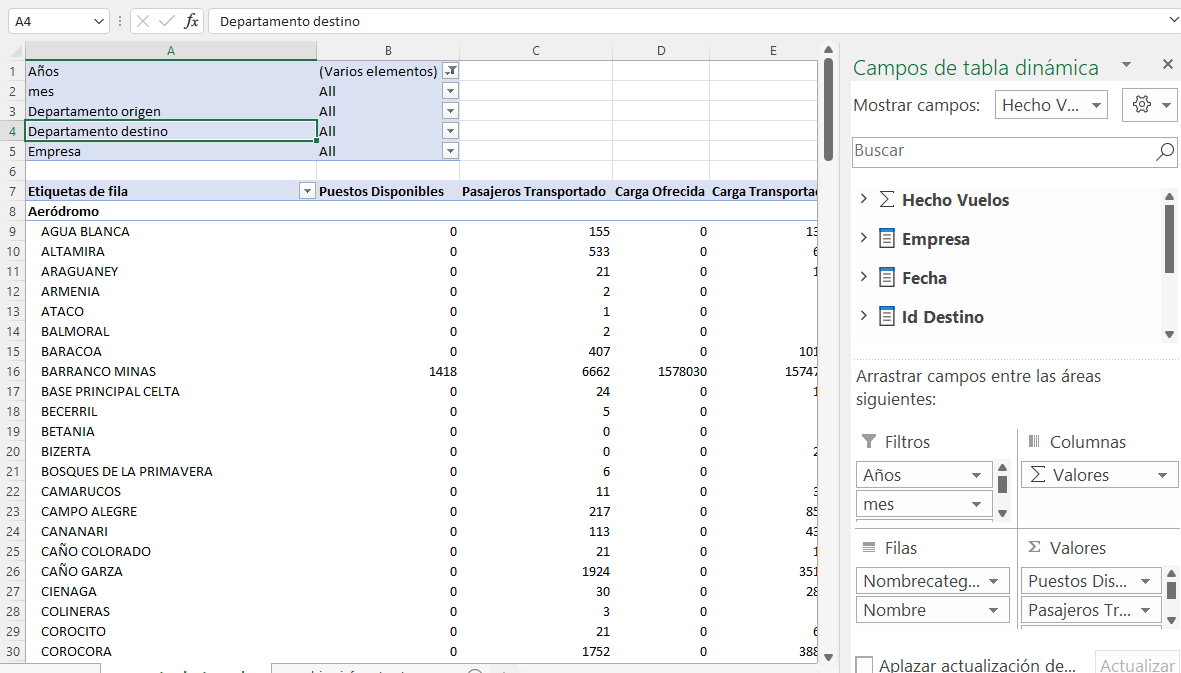 A4 fx Departamento destino
A B C D E
1 Años (Varios elementos)
2 mes All
3 Departamento origen All
4 Departamento destino All
5 Empresa All
6
7 Etiquetas de fila Puestos Disponibles Pasajeros Transportado Carga Ofrecida Carga Transportad
8 Aeródromo
9 AGUA BLANCA 0 155 0 13
10 ALTAMIRA 0 533 0 6
11 ARAGUANEY 0 21 0 1
12 ARMENIA 0 2 0
13 ATACO 0 1 0
14 BALMORAL 0 2 0
15 BARACOA 0 407 0 101
16 BARRANCO MINAS 1418 6662 1578030 15747
17 BASE PRINCIPAL CELTA 0 24 0 1
18 BECERRIL 0 5 0
19 BETANIA 0 0 0
20 BIZERTA 0 0 0 2
21 BOSQUES DE LA PRIMAVERA 0 6 0
22 CAMARUCOS 0 11 0 3
23 CAMPO ALEGRE 0 217 0 85
24 CANANARI 0 113 0 43
25 CAÑO COLORADO 0 21 0 1
26 CAÑO GARZA 0 1924 0 351
27 CIENAGA 0 30 0 28
28 COLINERAS 0 3 0
29 COROCITO 0 21 0 6
30 COROCORA 0 1752 0 388
Campos de tabla dinámica
Mostrar campos: Hecho V...
Buscar
Σ Hecho Vuelos
Empresa
Fecha
Id Destino
Arrastrar campos entre las áreas
siguientes:
Filtros
Años
mes
Columnas
Σ Valores
Filas
Nombrecateg...
Nombre
Σ Valores
Puestos Dis...
Pasajeros Tr...
Aplazar actualización de... Actualizar